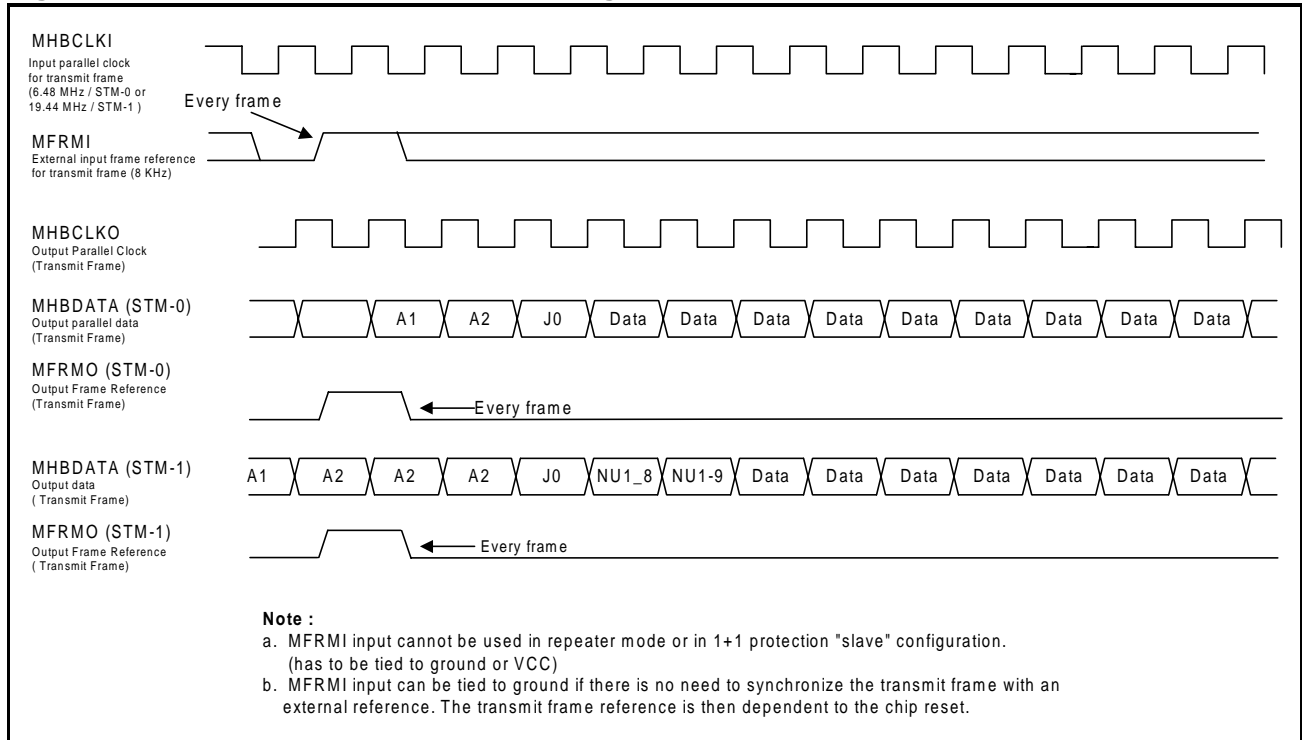 MHBCLKI
Input parallel clock
for transmit frame
(6.48 MHz / STM-0 or
19.44 MHz / STM-1 )
Every frame
MFRMI
External input frame reference
for transmit frame (8 KHz)
MHBCLKO
Output Parallel Clock
(Transmit Frame)
MHBDATA (STM-0)
Output parallel data
(Transmit Frame)
A1 A2 J0 Data Data Data Data Data Data Data Data Data
MFRMO (STM-0)
Output Frame Reference
(Transmit Frame)
Every frame
MHBDATA (STM-1)
Output data
( Transmit Frame)
A1 A2 A2 A2 J0 NU1_8 NU1-9 Data Data Data Data Data Data Data
MFRMO (STM-1)
Output Frame Reference
( Transmit Frame)
Every frame
Note :
a. MFRMI input cannot be used in repeater mode or in 1+1 protection "slave" configuration.
(has to be tied to ground or VCC)
b. MFRMI input can be tied to ground if there is no need to synchronize the transmit frame with an
external reference. The transmit frame reference is then dependent to the chip reset.